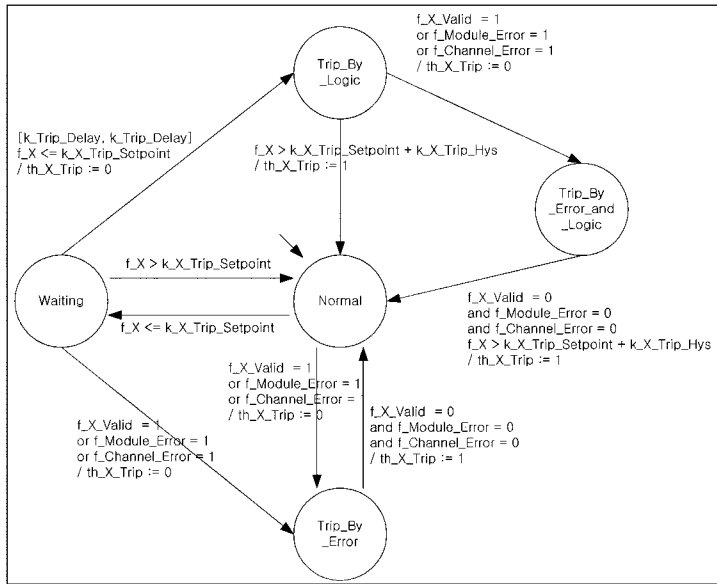 f_X_Valid = 1
or f_Module_Error = 1
or f_Channel_Error = 1
/ th_X_Trip := 0
Trip_By
_Logic
[k_Trip_Delay, k_Trip_Delay]
f_X <= k_X_Trip_Setpoint
/ th_X_Trip := 0
f_X > k_X_Trip_Setpoint + k_X_Trip_Hys
/ th_X_Trip := 1
Trip_By
_Error_and
_Logic
f_X > k_X_Trip_Setpoint
Waiting
Normal
f_X <= k_X_Trip_Setpoint
f_X_Valid = 0
and f_Module_Error = 0
and f_Channel_Error = 0
f_X > k_X_Trip_Setpoint + k_X_Trip_Hys
/ th_X_Trip := 1
f_X_Valid = 1
or f_Module_Error = 1
or f_Channel_Error = 1
/ th_X_Trip := 0
f_X_Valid = 0
and f_Module_Error = 0
and f_Channel_Error = 0
/ th_X_Trip := 1
f_X_Valid = 1
or f_Module_Error = 1
or f_Channel_Error = 1
/ th_X_Trip := 0
Trip_By
_Error